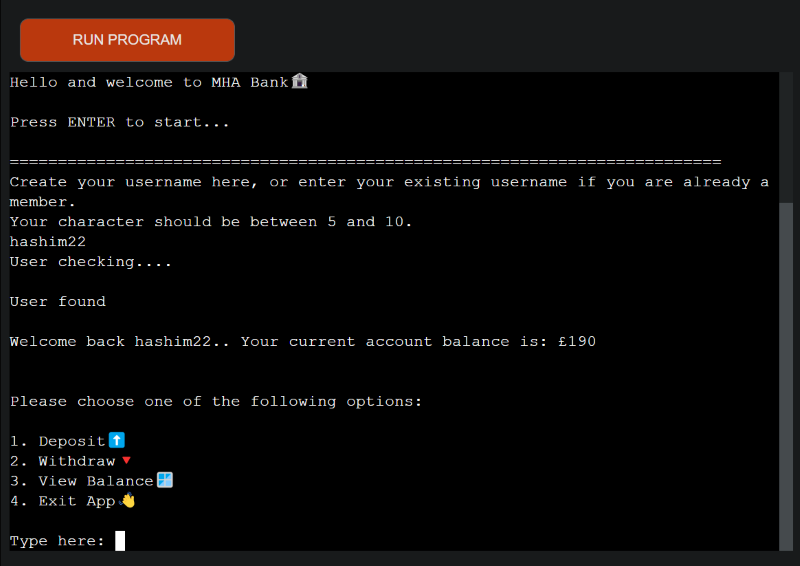 RUN PROGRAM
Hello and welcome to MHA Bank🏦
Press ENTER to start...
==========================================================================
Create your username here, or enter your existing username if you are already a
member.
Your character should be between 5 and 10.
hashim22
User checking....
User found
Welcome back hashim22.. Your current account balance is: £190
Please choose one of the following options:
1. Deposit⬆️
2. Withdraw🔻
3. View Balance🪟
4. Exit App👋
Type here: